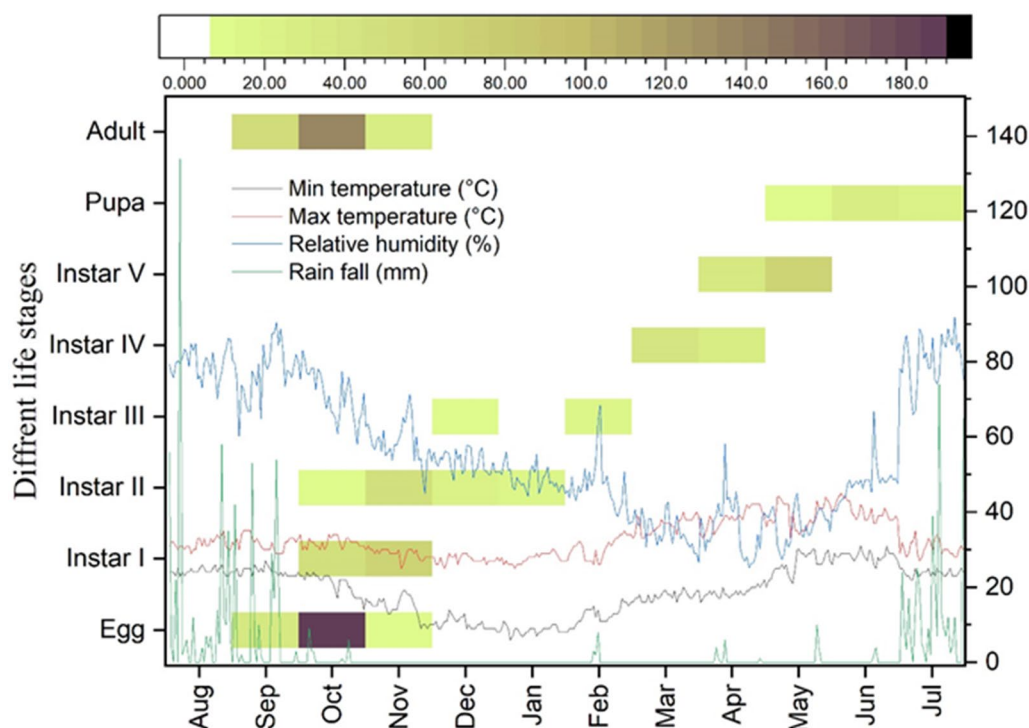 0.000 20.00 40.00 60.00 80.00 100.0 120.0 140.0 160.0 180.0
Adult
Pupa
Instar V
Instar IV
Instar III
Instar II
Instar I
Egg
Diffrent life stages
Min temperature (°C)
Max temperature (°C)
Relative humidity (%)
Rain fall (mm)
140
120
100
80
60
40
20
0
Aug Sep Oct Nov Dec Jan Feb Mar Apr May Jun Jul